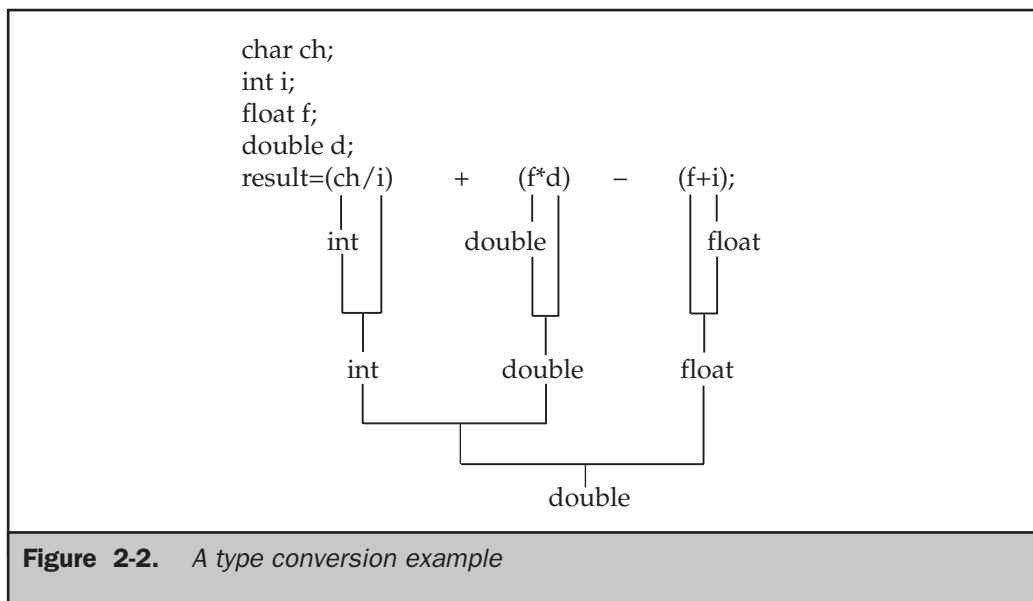 char ch;
int i;
float f;
double d;
result=(ch/i) + (f*d) – (f+i);
int double float
int double float
double
Figure 2-2. A type conversion example